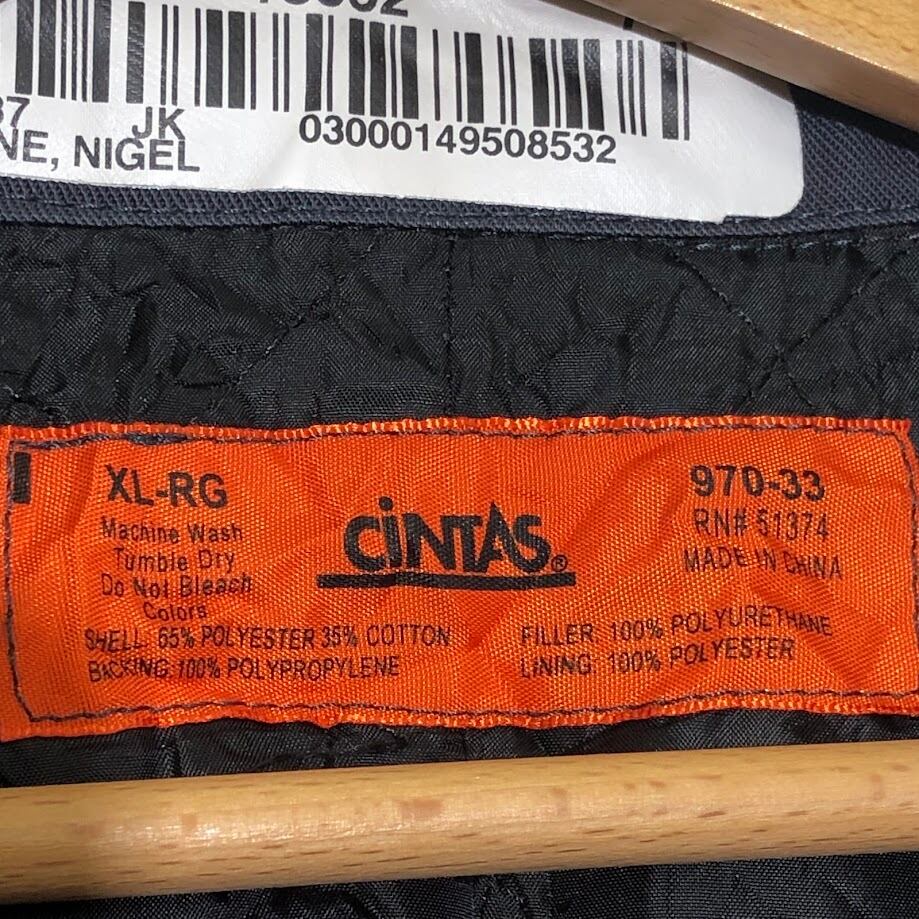 JK
03000149508532
NE, NIGEL
XL-RG
Machine Wash
Tumble Dry
Do Not Bleach
Colors
CiNTAS®
970-33
RN# 51374
MADE IN CHINA
SHELL: 65% POLYESTER 35% COTTON
BACKING: 100% POLYPROPYLENE
FILLER: 100% POLYURETHANE
LINING: 100% POLYESTER